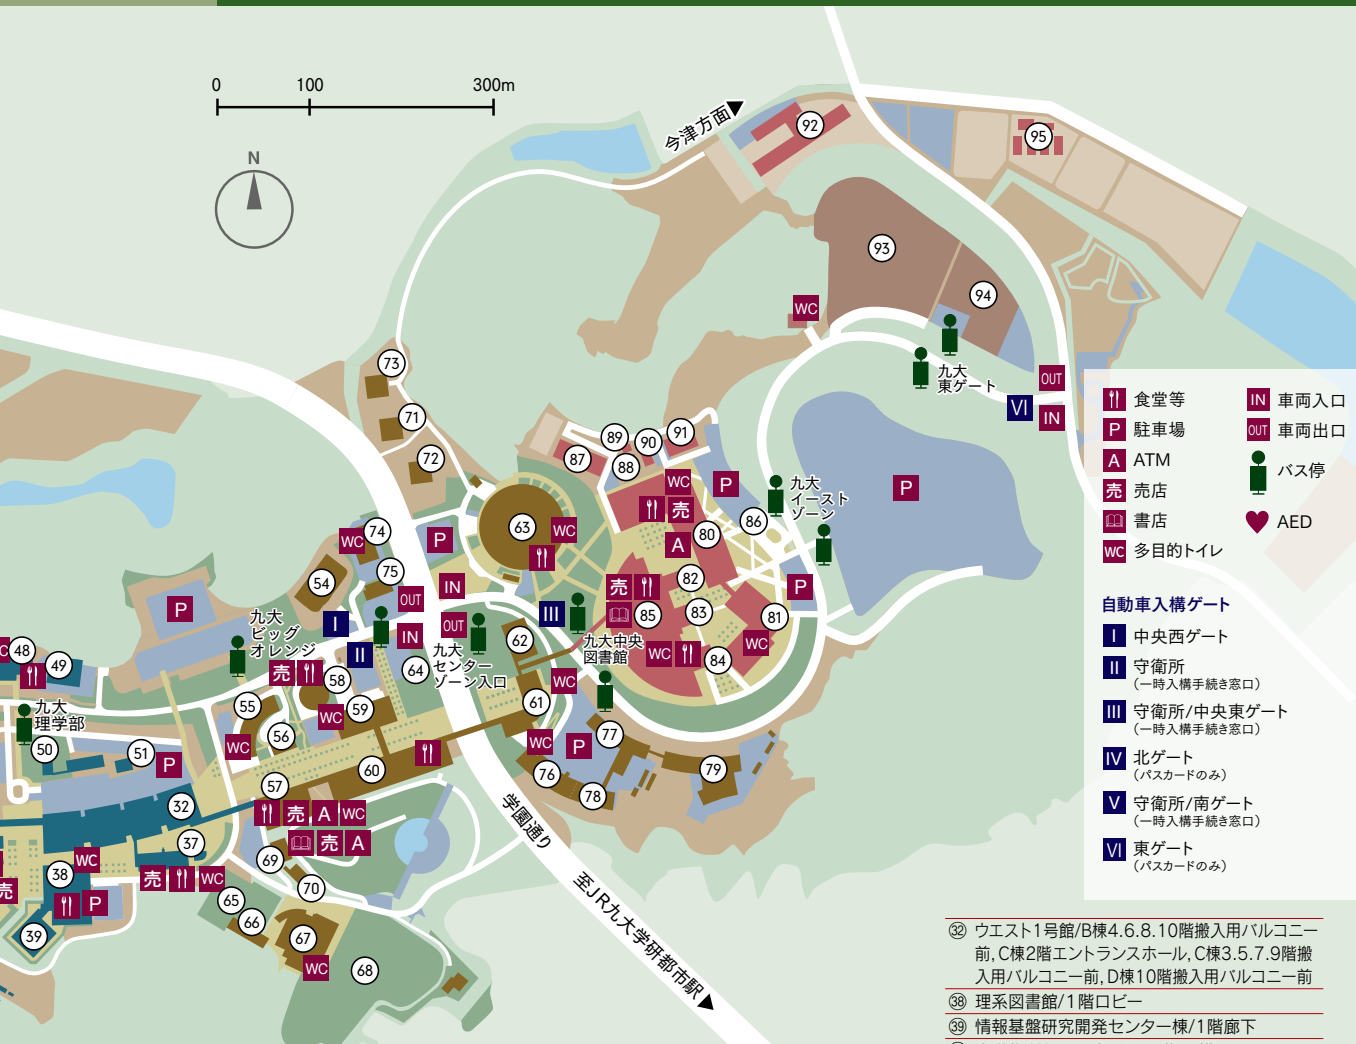 0 100 300m
N
今津方面▶
92
95
93
94
WC
九大
東ゲート
OUT
VI
IN
73
71
72
89
90
91
87
88
WC
P
九大
イースト
ゾーン
P
売
86
80
A
63
WC
74
WC
P
75
54
OUT
IN
I
IN
OUT
III
II
64
62
九大
センター
ゾーン入口
九大中央
図書館
売
85
82
83
81
P
WC
WC
84
P
九大
ビッグ
オレンジ
売
58
59
WC
55
56
WC
48
49
C
九大
理学部
50
51
P
57
60
61
WC
WC
P
77
76
78
79
32
売
A
WC
売
A
37
38
WC
売
P
39
売
WC
69
70
65
66
67
WC
68
学園通り
至JR九大学研都市駅▶
食堂等
P 駐車場
A ATM
売 売店
書店
WC 多目的トイレ
IN 車両入口
OUT 車両出口
バス停
AED
自動車入構ゲート
I 中央西ゲート
II 守衛所
(一時入構手続き窓口)
III 守衛所/中央東ゲート
(一時入構手続き窓口)
IV 北ゲート
(パスカードのみ)
V 守衛所/南ゲート
(一時入構手続き窓口)
VI 東ゲート
(パスカードのみ)
㉜ ウエスト1号館/B棟4.6.8.10階搬入用バルコニー
前,C棟2階エントランスホール,C棟3.5.7.9階搬
入用バルコニー前,D棟10階搬入用バルコニー前
㊳ 理系図書館/1階ロビー
㊴ 情報基盤研究開発センター棟/1階廊下